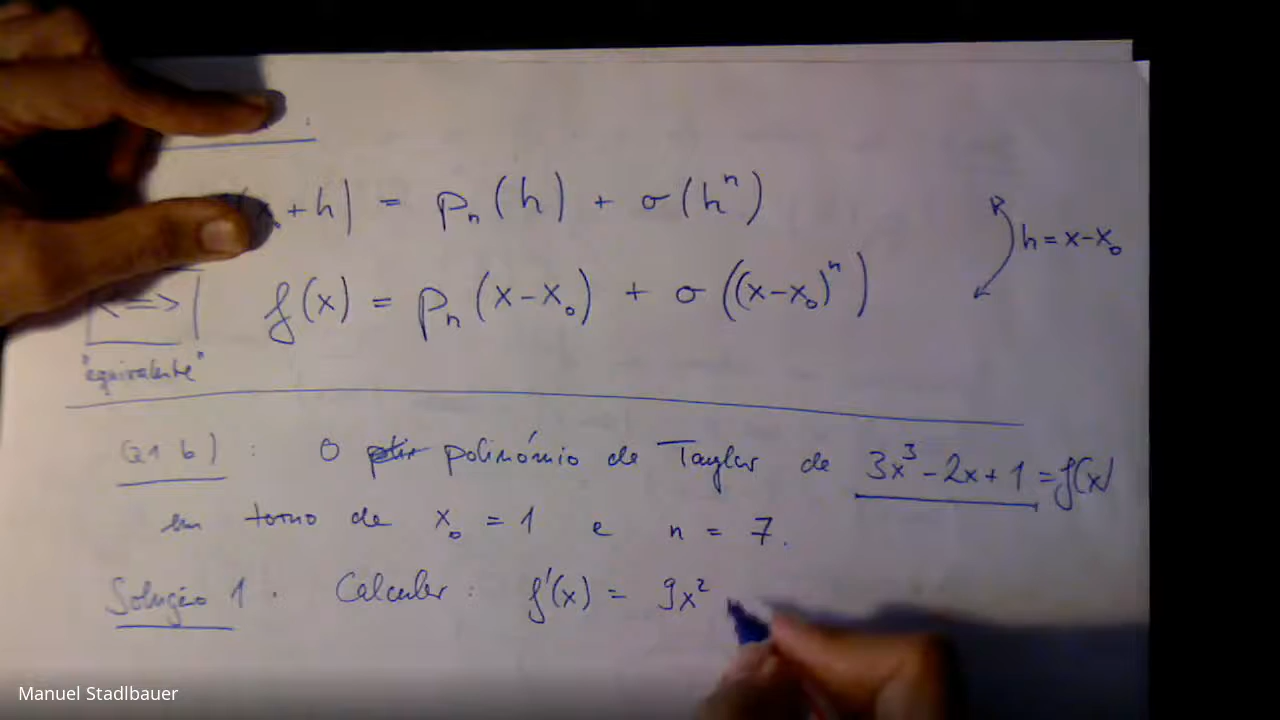 + h) = pₙ(h) + σ(hⁿ)
h = x - x₀
<=> f(x) = pₙ(x - x₀) + σ((x - x₀)ⁿ)
"equivalente"
b) : O polinómio de Taylor de 3x³ - 2x + 1 = f(x)
em torno de x₀ = 1 e n = 7.
Solução 1. Calcular: f'(x) = 9x²
Manuel Stadlbauer